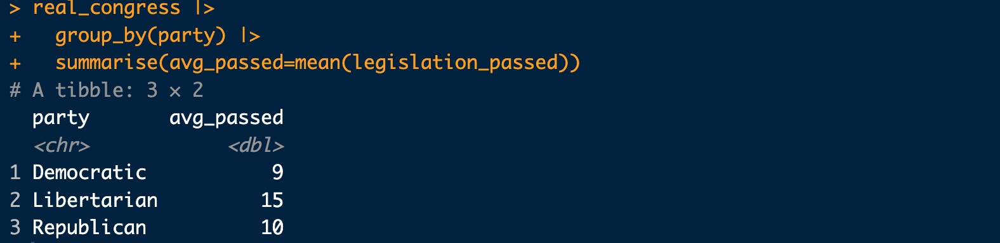 > real_congress |>
+   group_by(party) |>
+   summarise(avg_passed=mean(legislation_passed))
# A tibble: 3 × 2
  party       avg_passed
  <chr>            <dbl>
1 Democratic           9
2 Libertarian         15
3 Republican          10